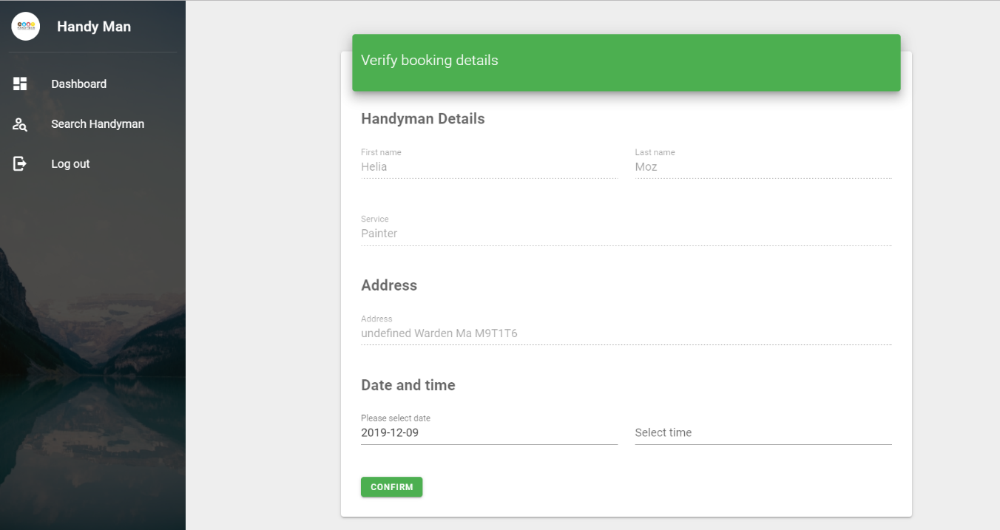 Handy Man
Dashboard
Search Handyman
Log out
Verify booking details
Handyman Details
First name
Helia
Last name
Moz
Service
Painter
Address
Address
undefined Warden Ma M9T1T6
Date and time
Please select date
2019-12-09
Select time
CONFIRM